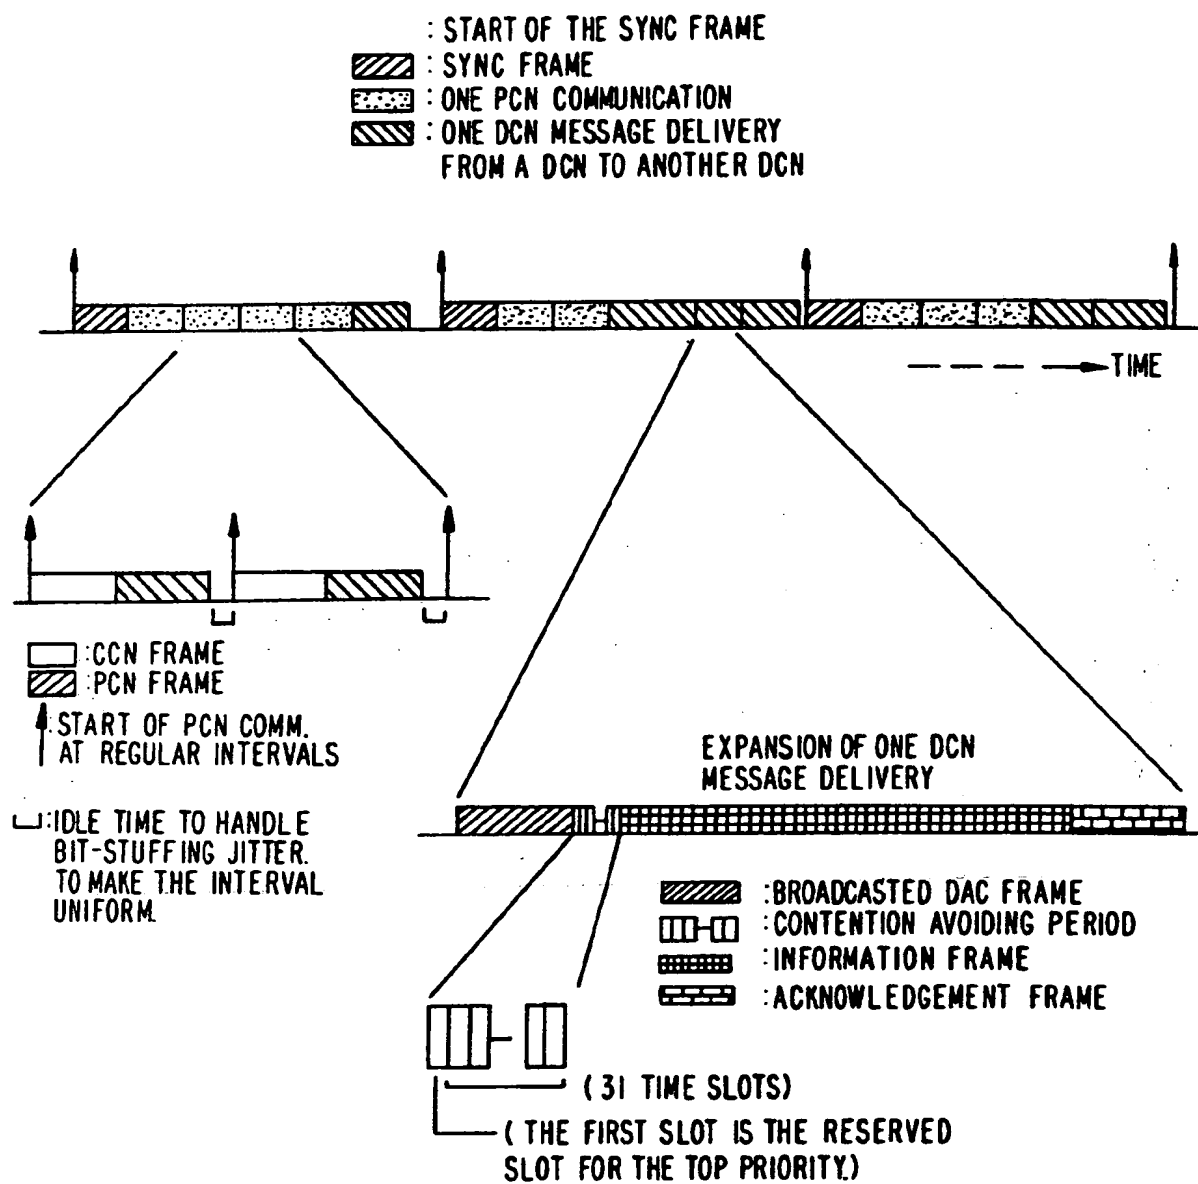 : START OF THE SYNC FRAME
: SYNC FRAME
: ONE PCN COMMUNICATION
: ONE DCN MESSAGE DELIVERY
FROM A DCN TO ANOTHER DCN
TIME
:CCN FRAME
:PCN FRAME
:START OF PCN COMM.
AT REGULAR INTERVALS
:IDLE TIME TO HANDLE
BIT-STUFFING JITTER.
TO MAKE THE INTERVAL
UNIFORM.
EXPANSION OF ONE DCN
MESSAGE DELIVERY
:BROADCASTED DAC FRAME
:CONTENTION AVOIDING PERIOD
:INFORMATION FRAME
:ACKNOWLEDGEMENT FRAME
(31 TIME SLOTS)
(THE FIRST SLOT IS THE RESERVED
SLOT FOR THE TOP PRIORITY.)